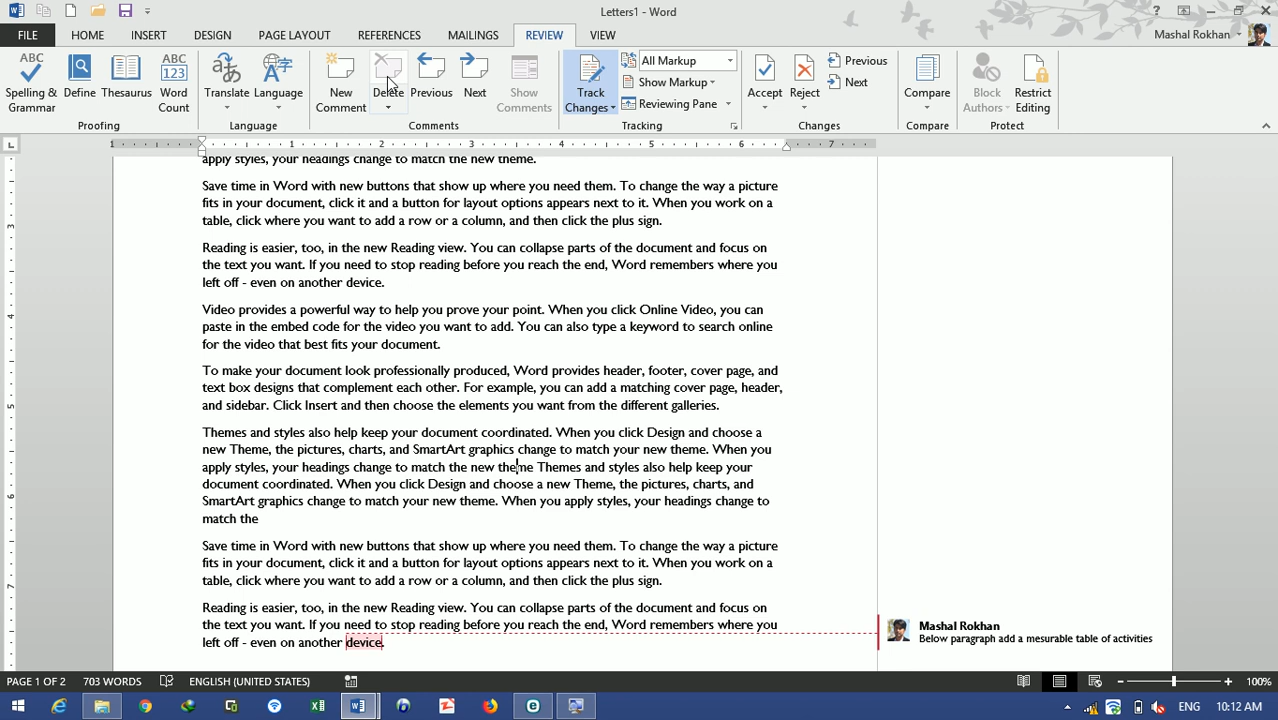 Letters1 - Word
FILE HOME INSERT DESIGN PAGE LAYOUT REFERENCES MAILINGS REVIEW VIEW Mashal Rokhan
ABC
Spelling & Grammar
Define
Thesaurus
ABC
123
Word Count
Translate
Language
New Comment
Delete
Previous
Next
Show Comments
Track Changes
All Markup
Show Markup
Reviewing Pane
Accept
Reject
Previous
Next
Compare
Block Authors
Restrict Editing
Proofing Language Comments Tracking Changes Compare Protect
1 1 2 3 4 5 6 7
apply styles, your headings change to match the new theme.
Save time in Word with new buttons that show up where you need them. To change the way a picture
fits in your document, click it and a button for layout options appears next to it. When you work on a
table, click where you want to add a row or a column, and then click the plus sign.
Reading is easier, too, in the new Reading view. You can collapse parts of the document and focus on
the text you want. If you need to stop reading before you reach the end, Word remembers where you
left off - even on another device.
Video provides a powerful way to help you prove your point. When you click Online Video, you can
paste in the embed code for the video you want to add. You can also type a keyword to search online
for the video that best fits your document.
To make your document look professionally produced, Word provides header, footer, cover page, and
text box designs that complement each other. For example, you can add a matching cover page, header,
and sidebar. Click Insert and then choose the elements you want from the different galleries.
Themes and styles also help keep your document coordinated. When you click Design and choose a
new Theme, the pictures, charts, and SmartArt graphics change to match your new theme. When you
apply styles, your headings change to match the new theme Themes and styles also help keep your
document coordinated. When you click Design and choose a new Theme, the pictures, charts, and
SmartArt graphics change to match your new theme. When you apply styles, your headings change to
match the
Save time in Word with new buttons that show up where you need them. To change the way a picture
fits in your document, click it and a button for layout options appears next to it. When you work on a
table, click where you want to add a row or a column, and then click the plus sign.
Reading is easier, too, in the new Reading view. You can collapse parts of the document and focus on
the text you want. If you need to stop reading before you reach the end, Word remembers where you
left off - even on another device.
Mashal Rokhan
Below paragraph add a mesurable table of activities
3
4
5
6
7
PAGE 1 OF 2 703 WORDS ENGLISH (UNITED STATES) 100%
ENG 10:12 AM